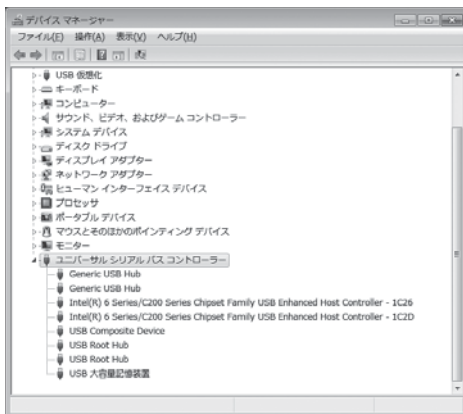 デバイス マネージャー
ファイル(F) 操作(A) 表示(V) ヘルプ(H)
USB 仮想化
キーボード
コンピューター
サウンド、ビデオ、およびゲーム コントローラー
システム デバイス
ディスク ドライブ
ディスプレイ アダプター
ネットワーク アダプター
ヒューマン インターフェイス デバイス
プロセッサ
ポータブル デバイス
マウスとそのほかのポインティング デバイス
モニター
ユニバーサル シリアル バス コントローラー
Generic USB Hub
Generic USB Hub
Intel(R) 6 Series/C200 Series Chipset Family USB Enhanced Host Controller - 1C26
Intel(R) 6 Series/C200 Series Chipset Family USB Enhanced Host Controller - 1C2D
USB Composite Device
USB Root Hub
USB Root Hub
USB 大容量記憶装置